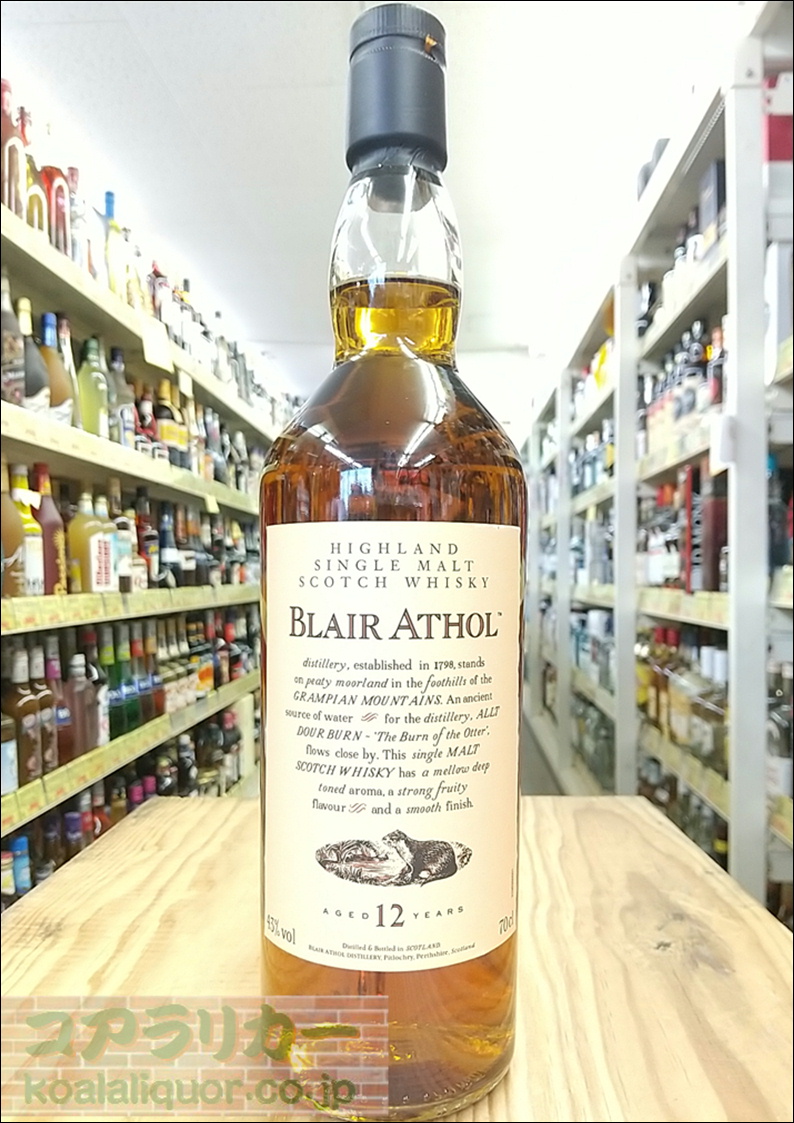 HIGHLAND
SINGLE MALT
SCOTCH WHISKY
BLAIR ATHOL™
distillery, established in 1798, stands
on peaty moorland in the foothills of the
GRAMPIAN MOUNTAINS. An ancient
source of water for the distillery, ALLT
DOUR BURN ~ 'The Burn of the Otter',
flows close by. This single MALT
SCOTCH WHISKY has a mellow deep
toned aroma, a strong fruity
flavour and a smooth finish.
AGED 12 YEARS
43% vol
70cl
Distilled & Bottled in SCOTLAND.
BLAIR ATHOL DISTILLERY, Pitlochry, Perthshire, Scotland
コアラリカー
koalaliquor.co.jp